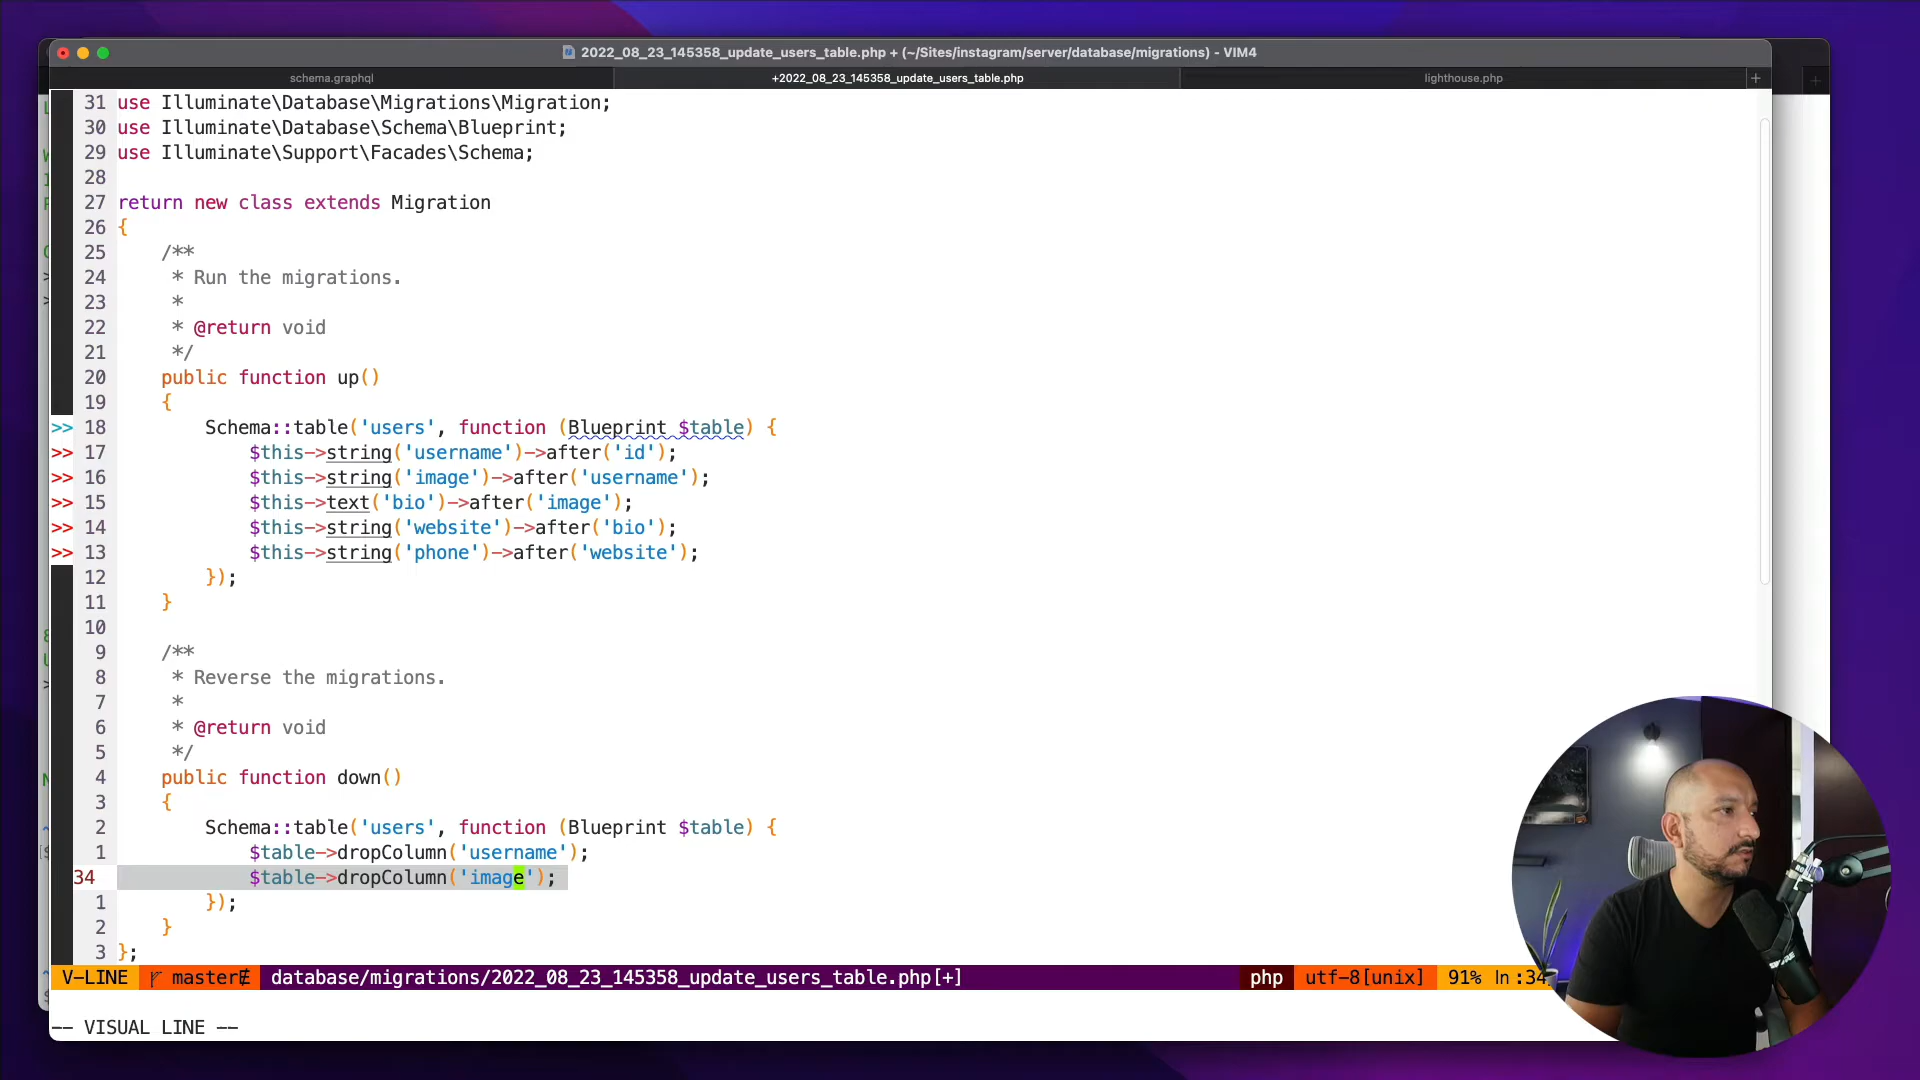 2022_08_23_145358_update_users_table.php + (~/Sites/instagram/server/database/migrations) - VIM4
schema.graphql
+2022_08_23_145358_update_users_table.php
lighthouse.php
+
31 use Illuminate\Database\Migrations\Migration;
30 use Illuminate\Database\Schema\Blueprint;
29 use Illuminate\Support\Facades\Schema;
28
27 return new class extends Migration
26 {
25     /**
24      * Run the migrations.
23      *
22      * @return void
21      */
20     public function up()
19     {
>> 18         Schema::table('users', function (Blueprint $table) {
>> 17             $this->string('username')->after('id');
>> 16             $this->string('image')->after('username');
>> 15             $this->text('bio')->after('image');
>> 14             $this->string('website')->after('bio');
>> 13             $this->string('phone')->after('website');
12         });
11     }
10
9     /**
8      * Reverse the migrations.
7      *
6      * @return void
5      */
4     public function down()
3     {
2         Schema::table('users', function (Blueprint $table) {
1             $table->dropColumn('username');
34             $table->dropColumn('image');
1         });
2     }
3 };
V-LINE master database/migrations/2022_08_23_145358_update_users_table.php[+] php utf-8[unix] 91% ln:34
-- VISUAL LINE --